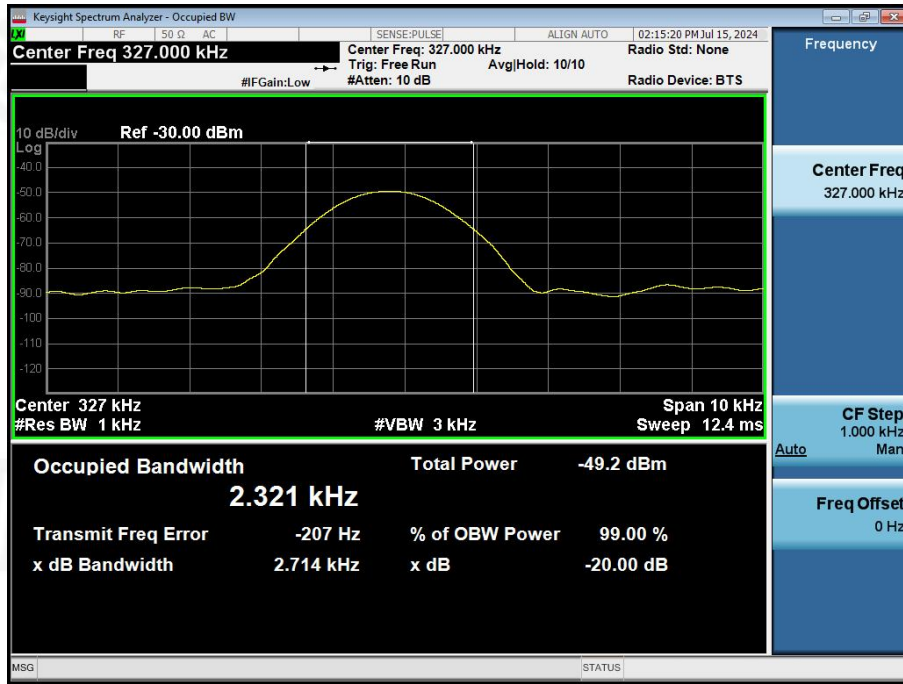 Keysight Spectrum Analyzer - Occupied BW
LXI RF 50 Ω AC SENSE:PULSE ALIGN AUTO 02:15:20 PM Jul 15, 2024
Center Freq 327.000 kHz
Center Freq: 327.000 kHz
Radio Std: None
Trig: Free Run Avg|Hold: 10/10
#IFGain:Low
#Atten: 10 dB
Radio Device: BTS
10 dB/div Ref -30.00 dBm
Log
-40.0
-50.0
-60.0
-70.0
-80.0
-90.0
-100
-110
-120
Center 327 kHz Span 10 kHz
#Res BW 1 kHz #VBW 3 kHz Sweep 12.4 ms
Occupied Bandwidth Total Power -49.2 dBm
2.321 kHz
Transmit Freq Error -207 Hz % of OBW Power 99.00 %
x dB Bandwidth 2.714 kHz x dB -20.00 dB
MSG STATUS
Frequency
Center Freq
327.000 kHz
CF Step
1.000 kHz
Auto Man
Freq Offset
0 Hz